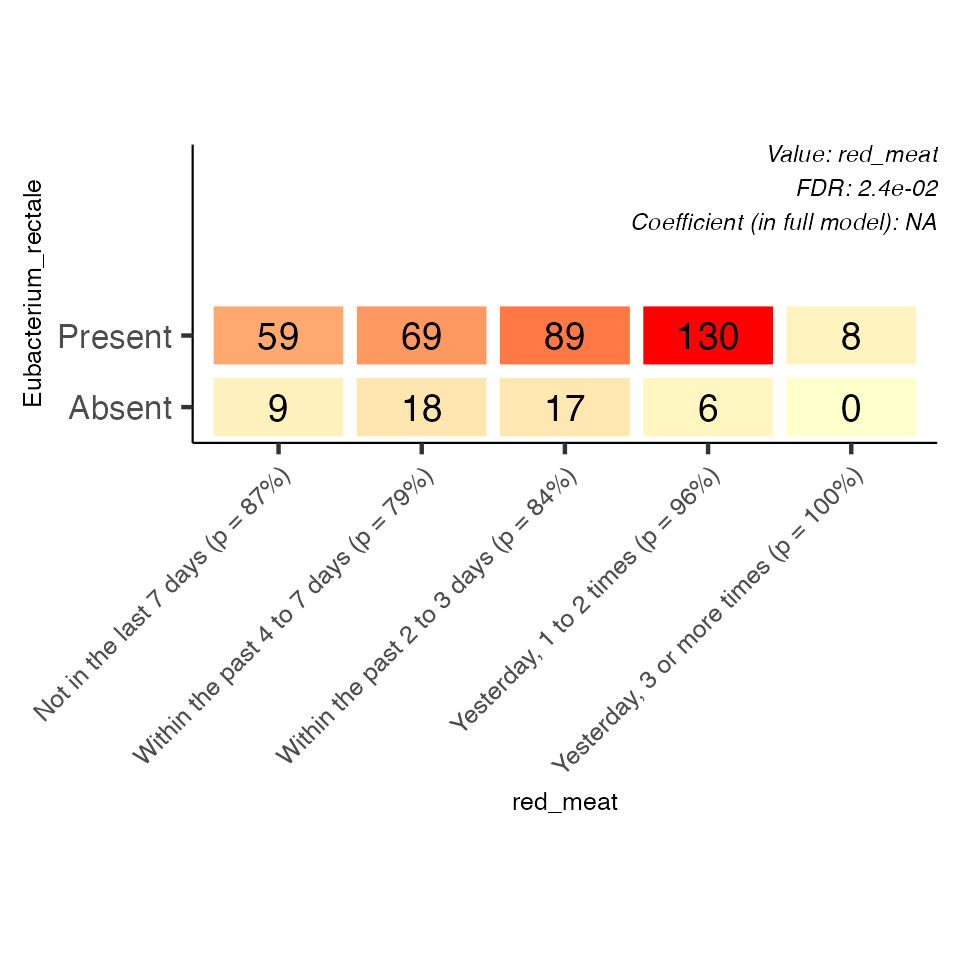 Value: red_meat
FDR: 2.4e-02
Coefficient (in full model): NA
Eubacterium_rectale
Present
59
69
89
130
8
Absent
9
18
17
6
0
Not in the last 7 days (p = 87%)
Within the past 4 to 7 days (p = 79%)
Within the past 2 to 3 days (p = 84%)
Yesterday, 1 to 2 times (p = 96%)
Yesterday, 3 or more times (p = 100%)
red_meat